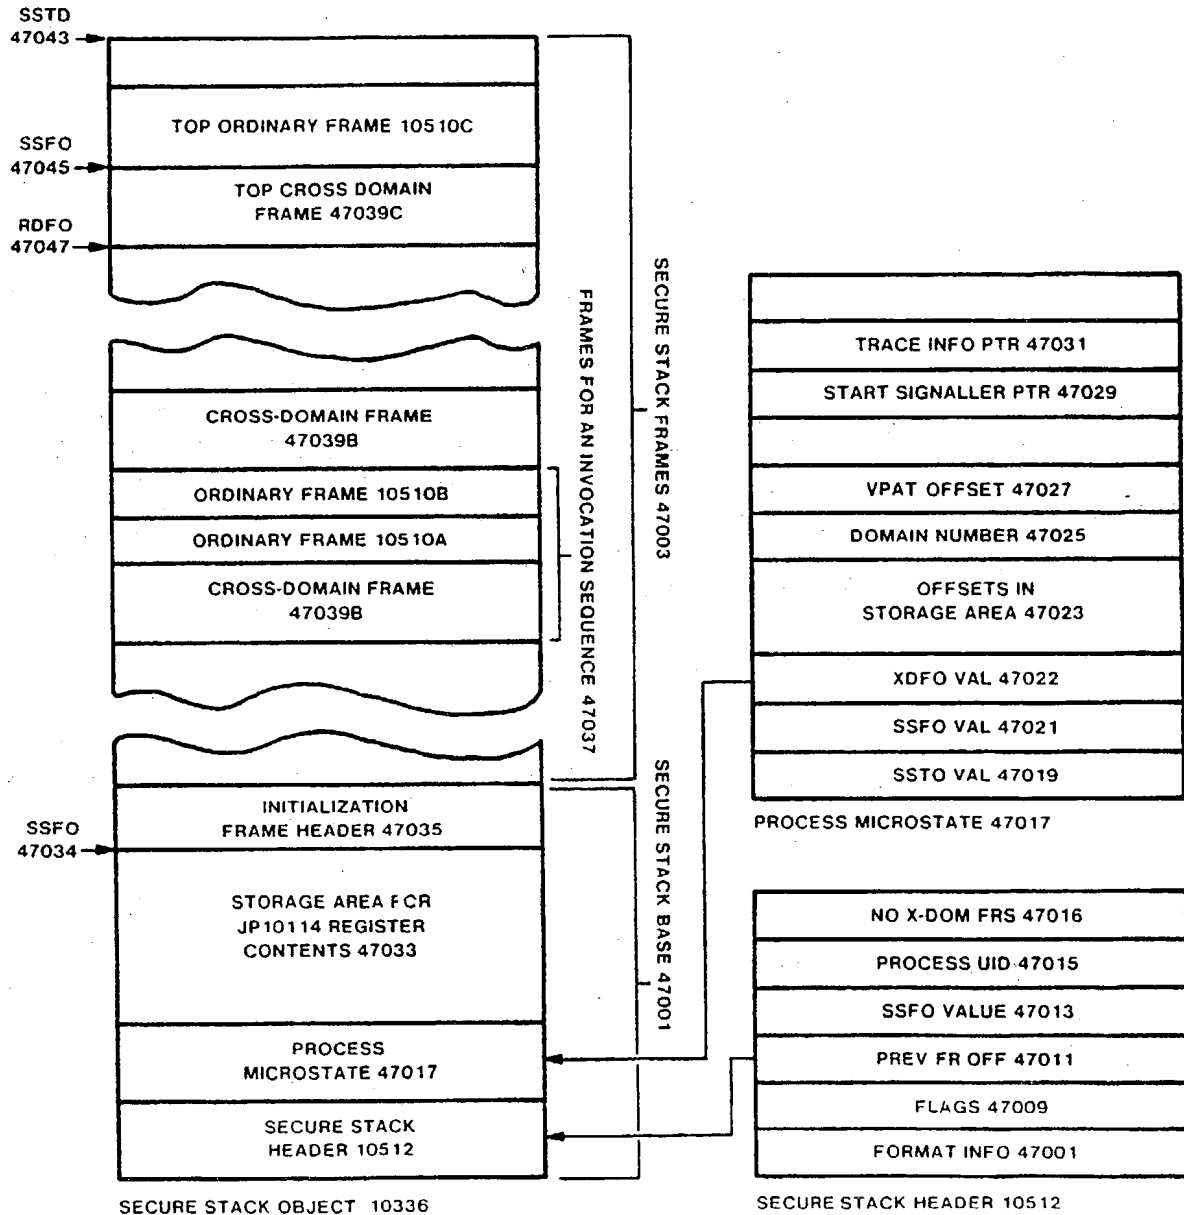 SSTD
47043
TOP ORDINARY FRAME 10510C
SSFO
47045
TOP CROSS DOMAIN
FRAME 47039C
RDFO
47047
CROSS-DOMAIN FRAME
47039B
ORDINARY FRAME 10510B
ORDINARY FRAME 10510A
CROSS-DOMAIN FRAME
47039B
FRAMES FOR AN INVOCATION SEQUENCE 47037
SECURE STACK FRAMES 47003
INITIALIZATION
FRAME HEADER 47035
SSFO
47034
STORAGE AREA FCR
JP10114 REGISTER
CONTENTS 47033
PROCESS
MICROSTATE 47017
SECURE STACK
HEADER 10512
SECURE STACK BASE 47001
SECURE STACK OBJECT 10336
TRACE INFO PTR 47031
START SIGNALLER PTR 47029
VPAT OFFSET 47027
DOMAIN NUMBER 47025
OFFSETS IN
STORAGE AREA 47023
XDFO VAL 47022
SSFO VAL 47021
SSTO VAL 47019
PROCESS MICROSTATE 47017
NO X-DOM FRS 47016
PROCESS UID 47015
SSFO VALUE 47013
PREV FR OFF 47011
FLAGS 47009
FORMAT INFO 47001
SECURE STACK HEADER 10512